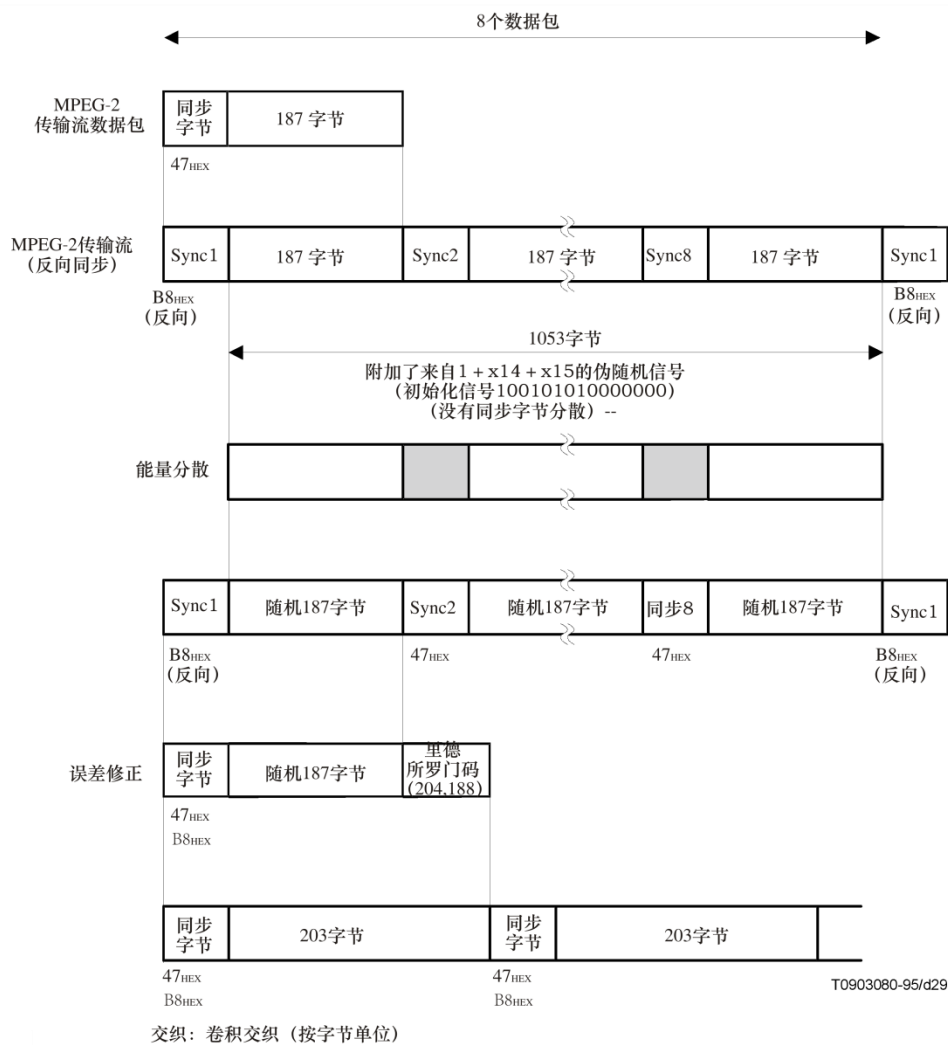 8个数据包
MPEG-2
传输流数据包
同步
字节
187 字节
47HEX
MPEG-2传输流
(反向同步)
Sync1
187 字节
Sync2
187 字节
Sync8
187 字节
Sync1
B8HEX
(反向)
B8HEX
(反向)
1053字节
附加了来自1+x14+x15的伪随机信号
(初始化信号100101010000000)
(没有同步字节分散) --
能量分散
Sync1
随机187字节
Sync2
随机187字节
同步8
随机187字节
Sync1
B8HEX
(反向)
47HEX
47HEX
B8HEX
(反向)
误差修正
同步
字节
随机187字节
里德
所罗门码
(204,188)
47HEX
B8HEX
同步
字节
203字节
同步
字节
203字节
47HEX
B8HEX
47HEX
B8HEX
T0903080-95/d29
交织：卷积交织（按字节单位）